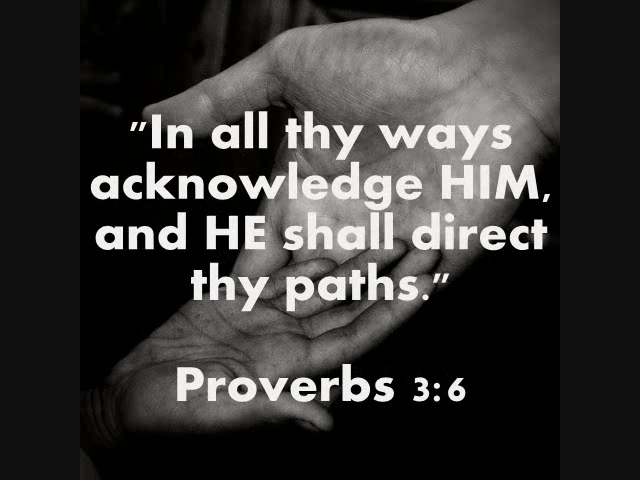 "In all thy ways
acknowledge HIM,
and HE shall direct
thy paths."
Proverbs 3:6